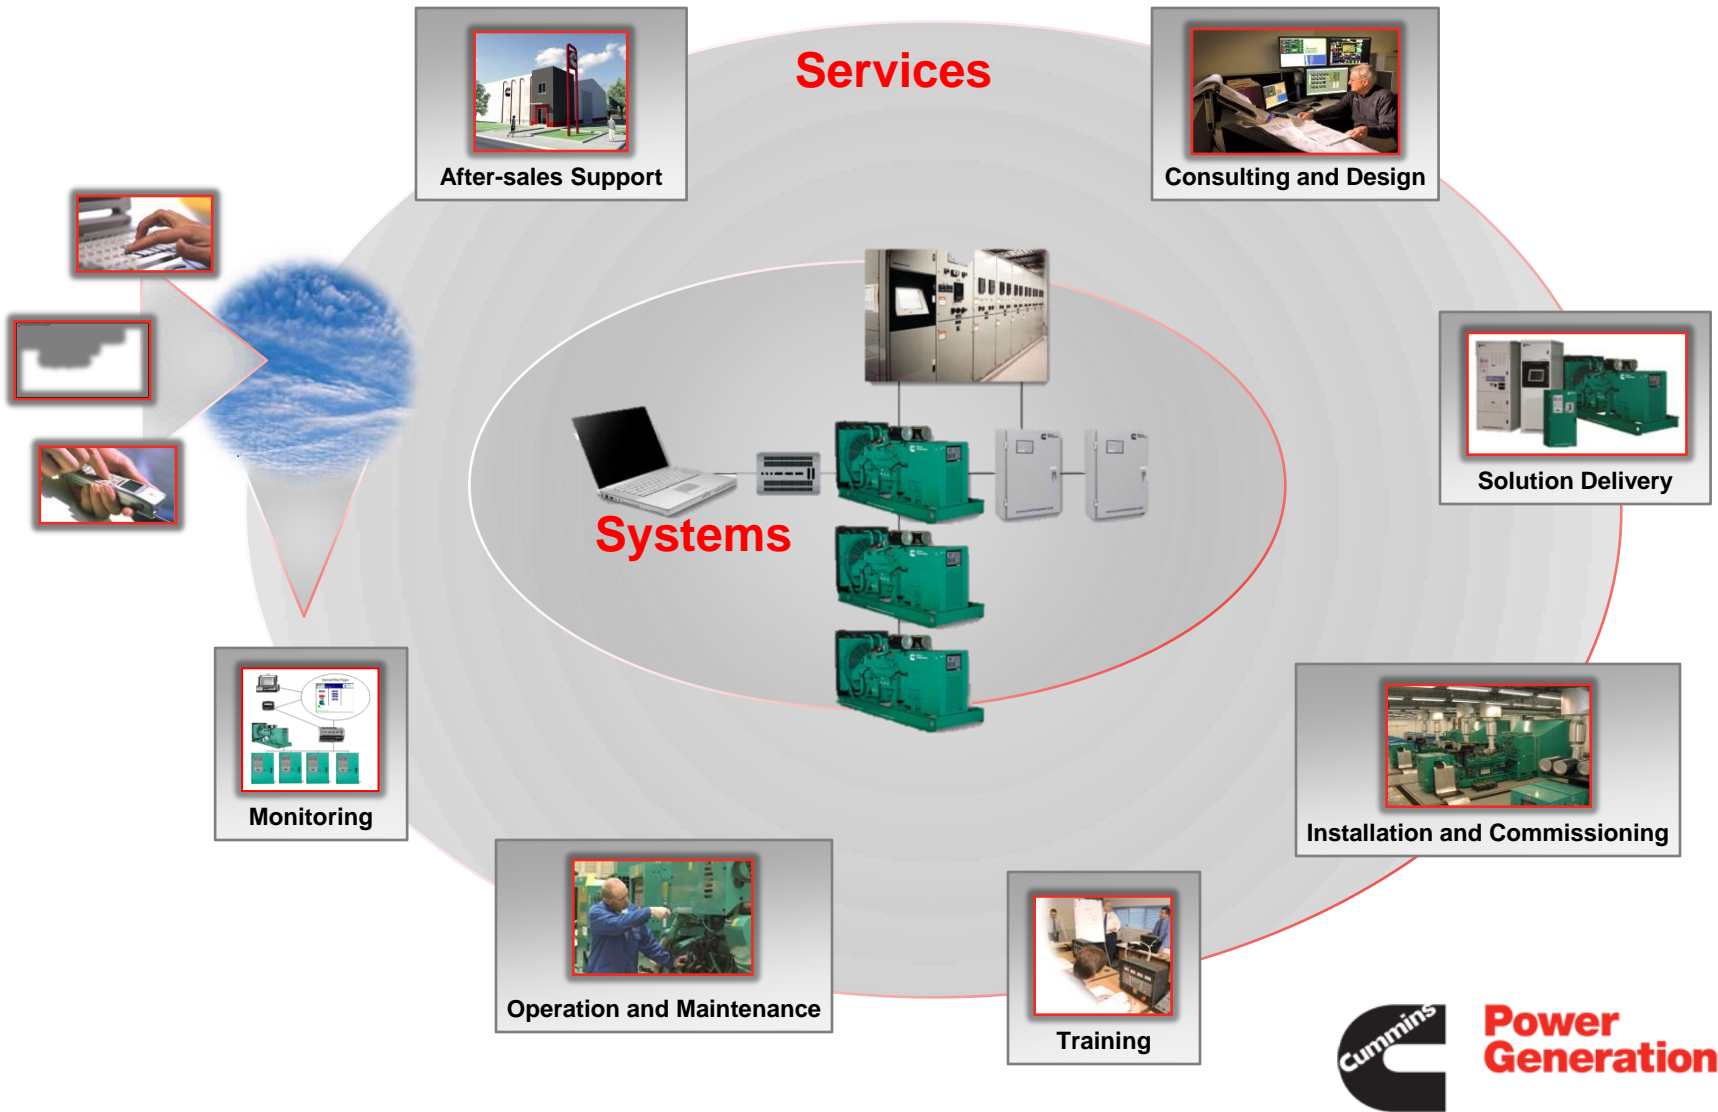 Services
After-sales Support
Consulting and Design
Solution Delivery
Systems
Monitoring
Installation and Commissioning
Operation and Maintenance
Training
Cummins
Power
Generation